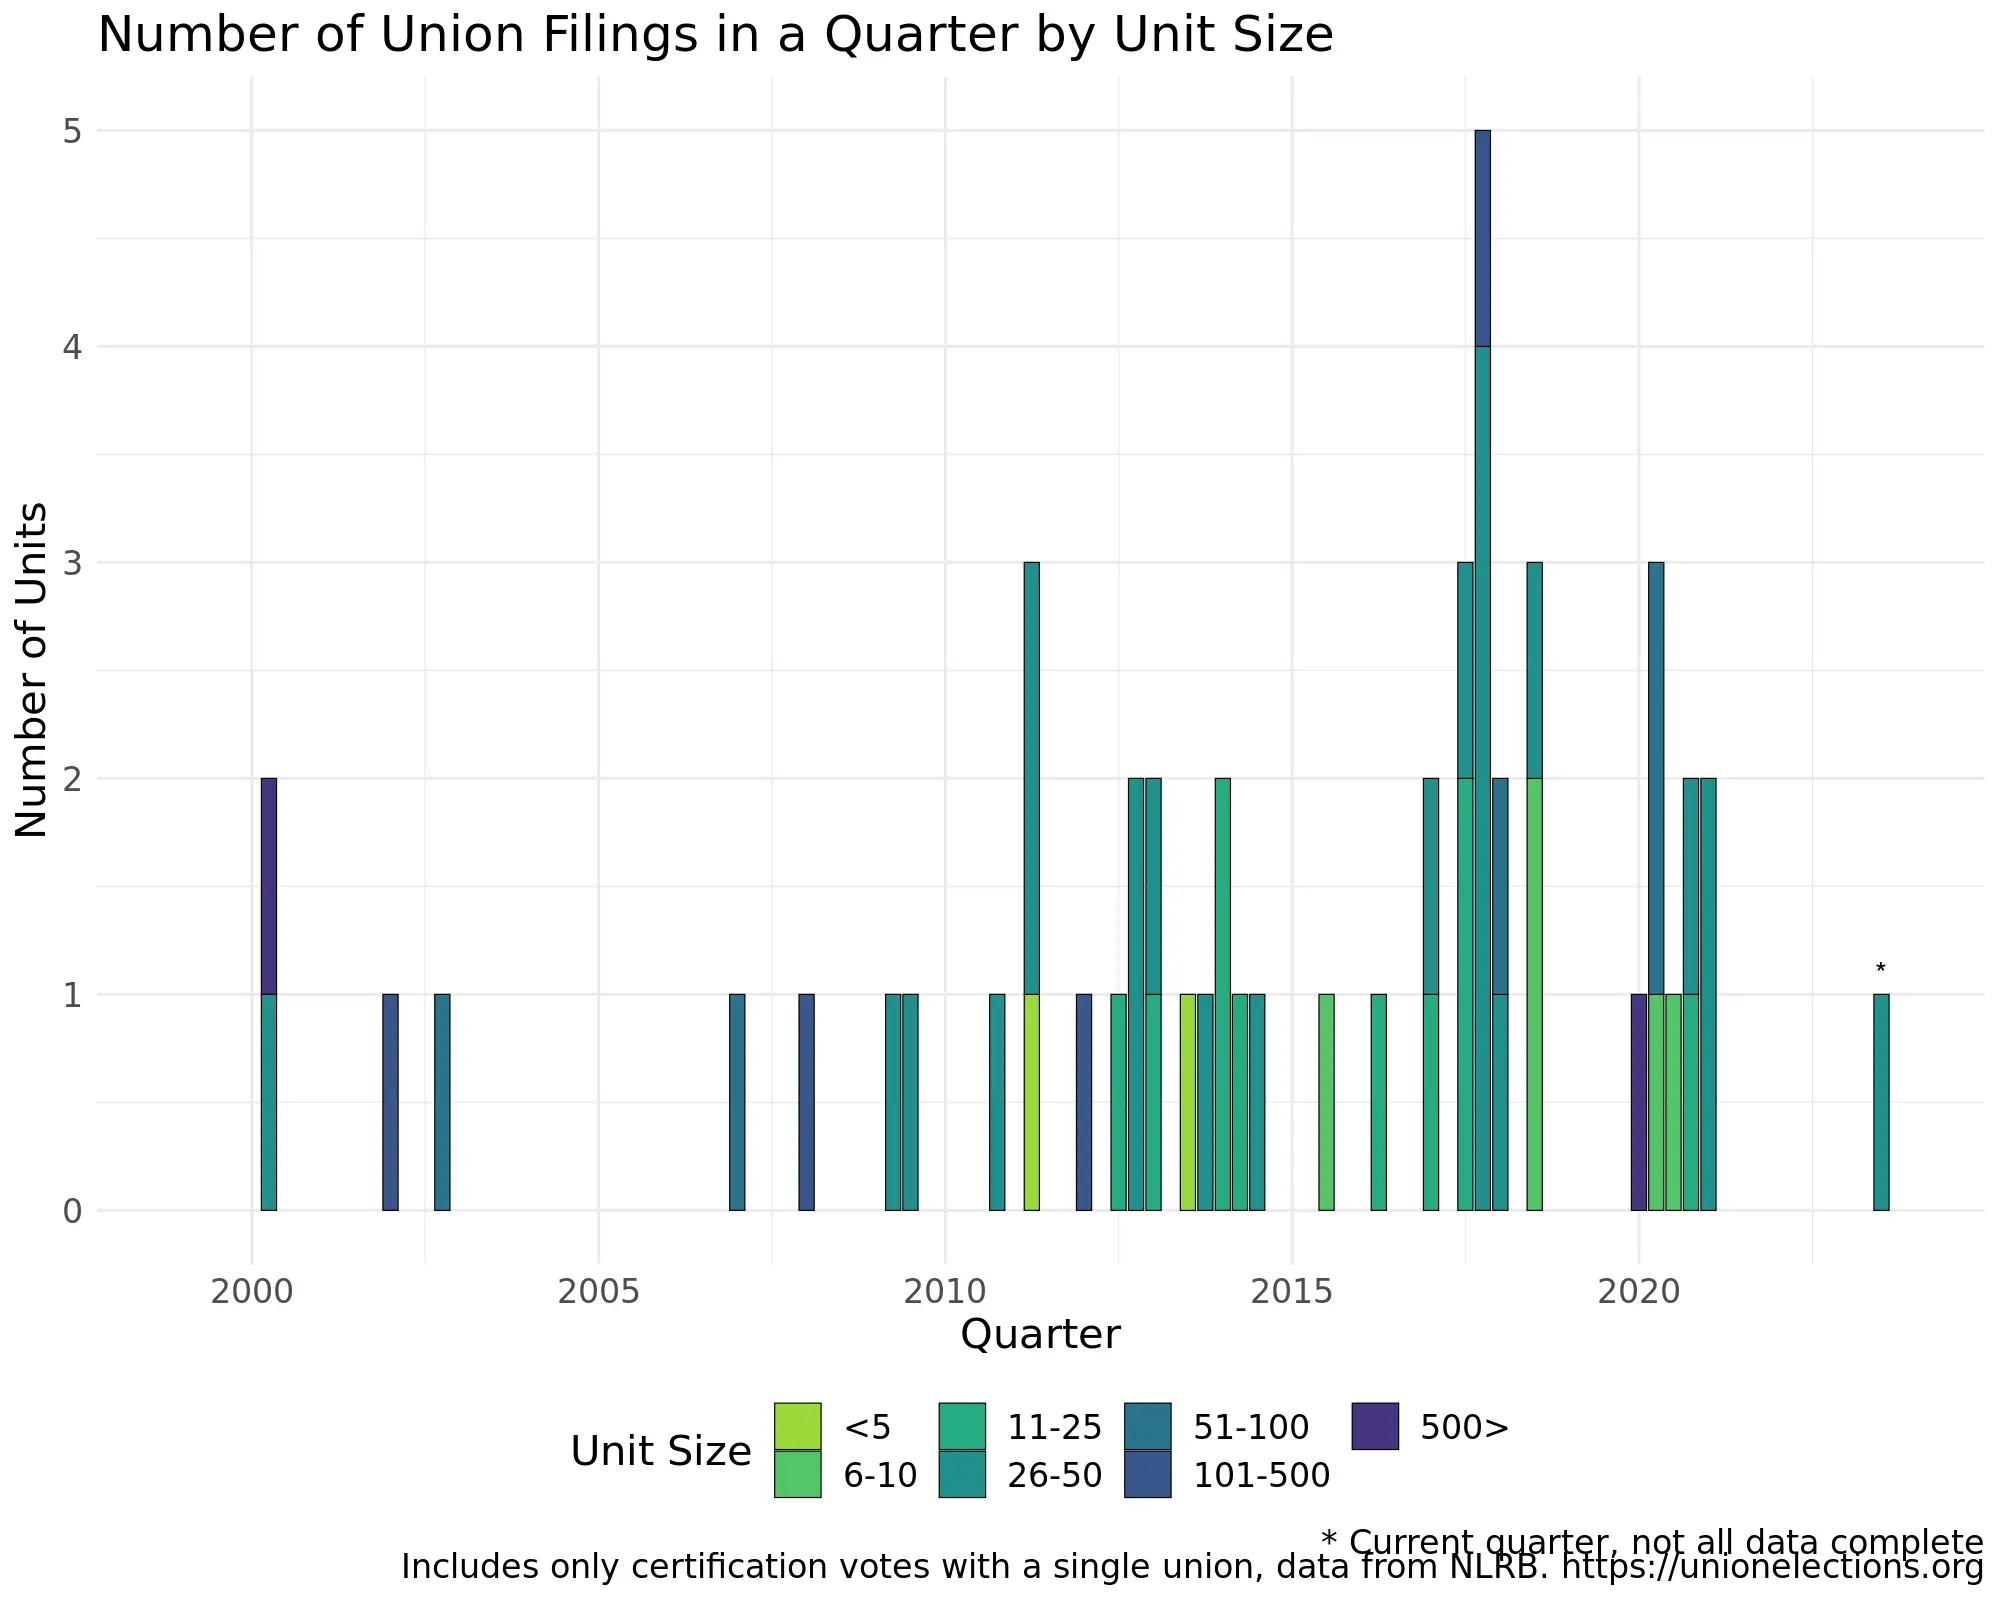 Number of Union Filings in a Quarter by Unit Size
Number of Units
5
4
3
2
1
0
*
2000 2005 2010 2015 2020
Quarter
Unit Size
<5 11-25 51-100 500>
6-10 26-50 101-500
* Current quarter, not all data complete
Includes only certification votes with a single union, data from NLRB. https://unionelections.org